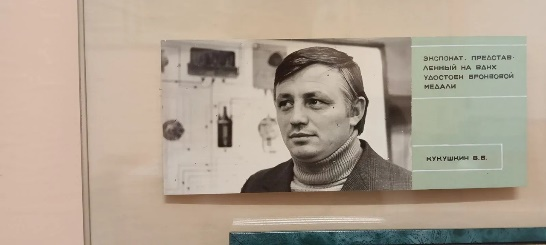 ЭКСПОНАТ, ПРЕДСТАВ-
ЛЕННЫЙ НА ВДНХ
УДОСТОЕН БРОНЗОВОЙ
МЕДАЛИ
КУКУШКИН В.В.